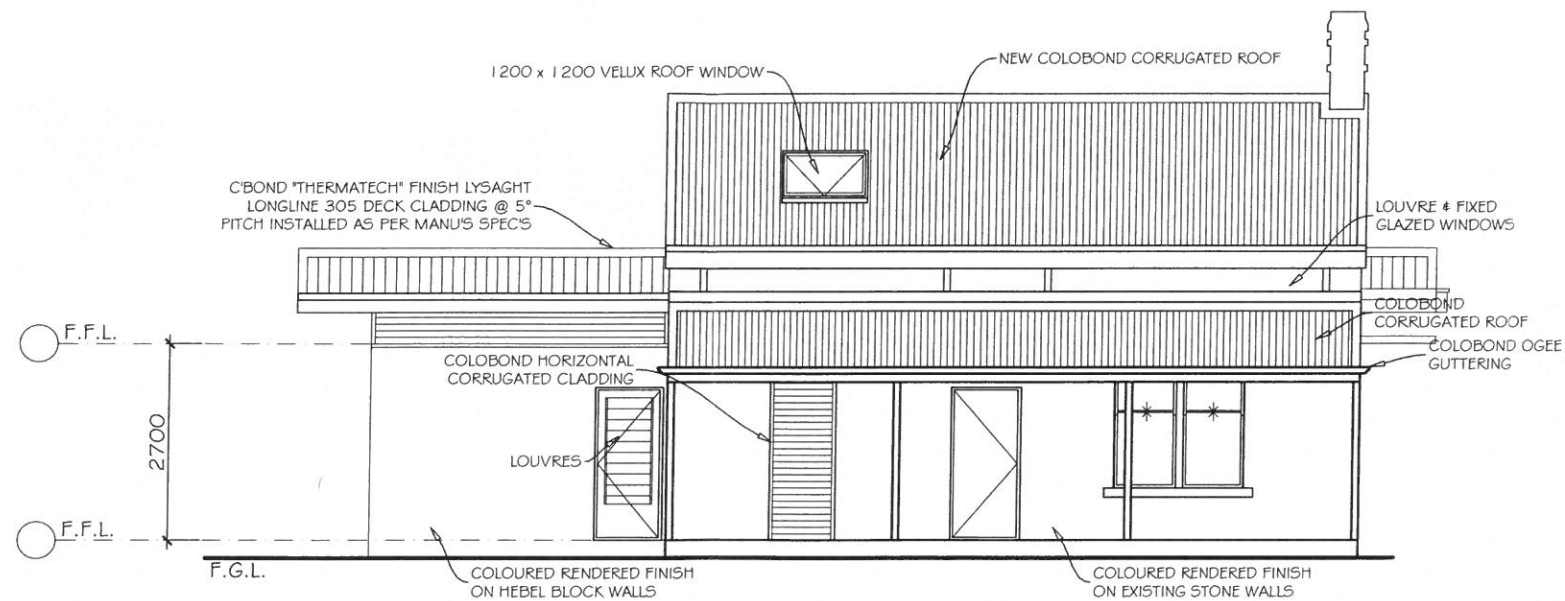 1200 x 1200 VELUX ROOF WINDOW
NEW COLOBOND CORRUGATED ROOF
C'BOND "THERMATECH" FINISH LYSAGHT
LONGLINE 305 DECK CLADDING @ 5°
PITCH INSTALLED AS PER MANU'S SPEC'S
LOUVRE & FIXED
GLAZED WINDOWS
COLOBOND
CORRUGATED ROOF
COLOBOND OGEE
GUTTERING
F.F.L.
COLOBOND HORIZONTAL
CORRUGATED CLADDING
2700
LOUVRES
F.F.L.
F.G.L.
COLOURED RENDERED FINISH
ON HEBEL BLOCK WALLS
COLOURED RENDERED FINISH
ON EXISTING STONE WALLS